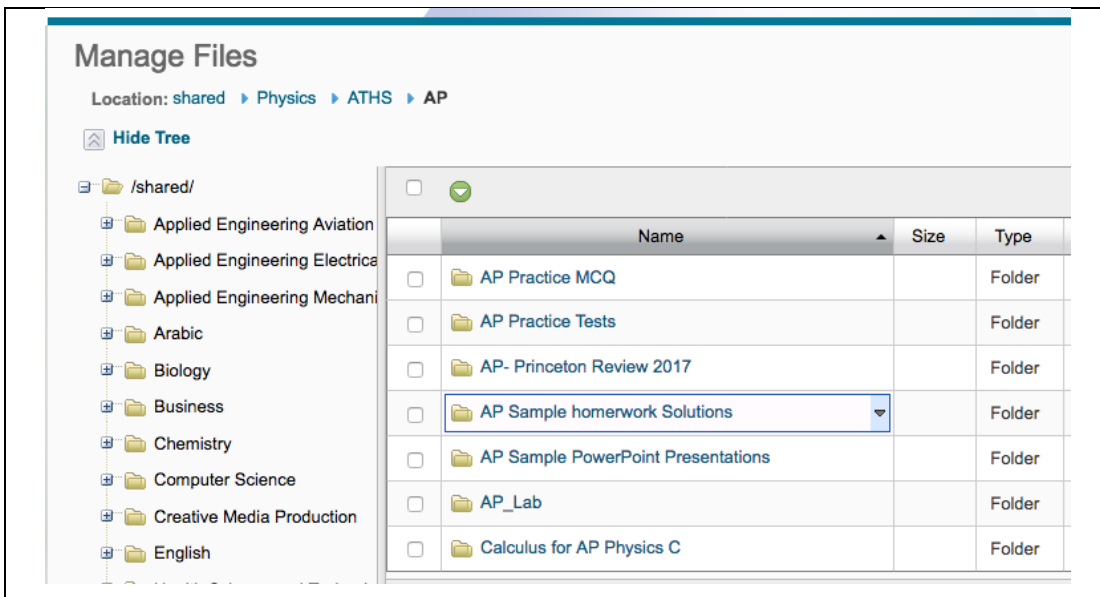 Manage Files
Location: shared Physics ATHS AP
Hide Tree
/shared/
Applied Engineering Aviation
Applied Engineering Electrica
Applied Engineering Mechani
Arabic
Biology
Business
Chemistry
Computer Science
Creative Media Production
English
Name Size Type
AP Practice MCQ Folder
AP Practice Tests Folder
AP- Princeton Review 2017 Folder
AP Sample homerwork Solutions Folder
AP Sample PowerPoint Presentations Folder
AP_Lab Folder
Calculus for AP Physics C Folder